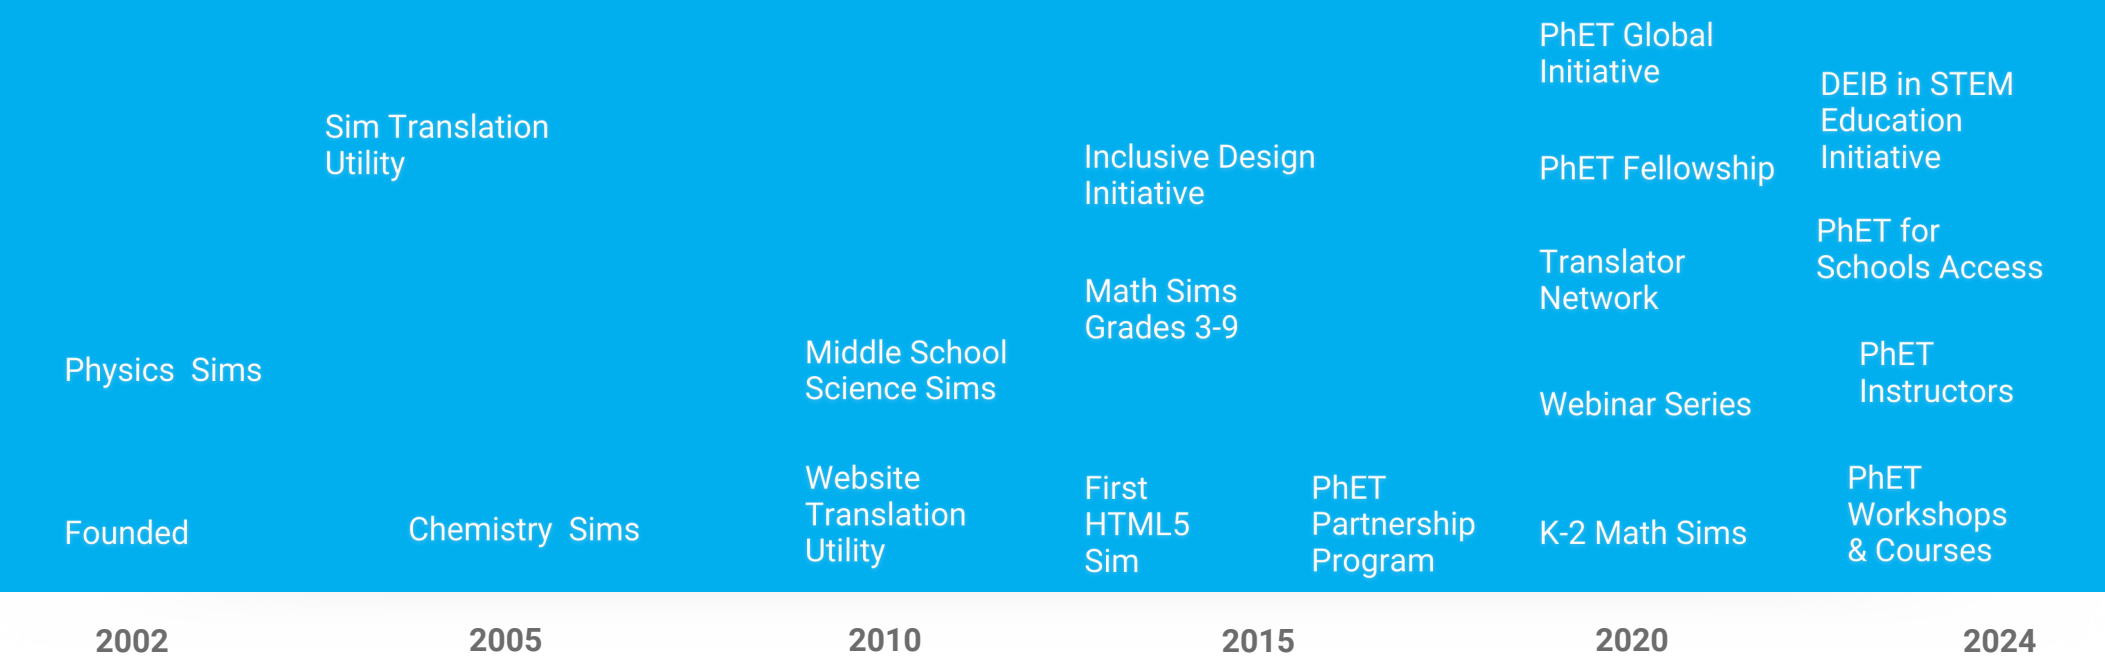 Founded
Physics  Sims
Sim Translation
Utility
Chemistry  Sims
Middle School
Science Sims
Website
Translation
Utility
Inclusive Design
Initiative
Math Sims
Grades 3-9
First
HTML5
Sim
PhET
Partnership
Program
PhET Global
Initiative
PhET Fellowship
Translator
Network
Webinar Series
K-2 Math Sims
DEIB in STEM
Education
Initiative
PhET for
Schools Access
PhET
Instructors
PhET
Workshops
& Courses
2002
2005
2010
2015
2020
2024